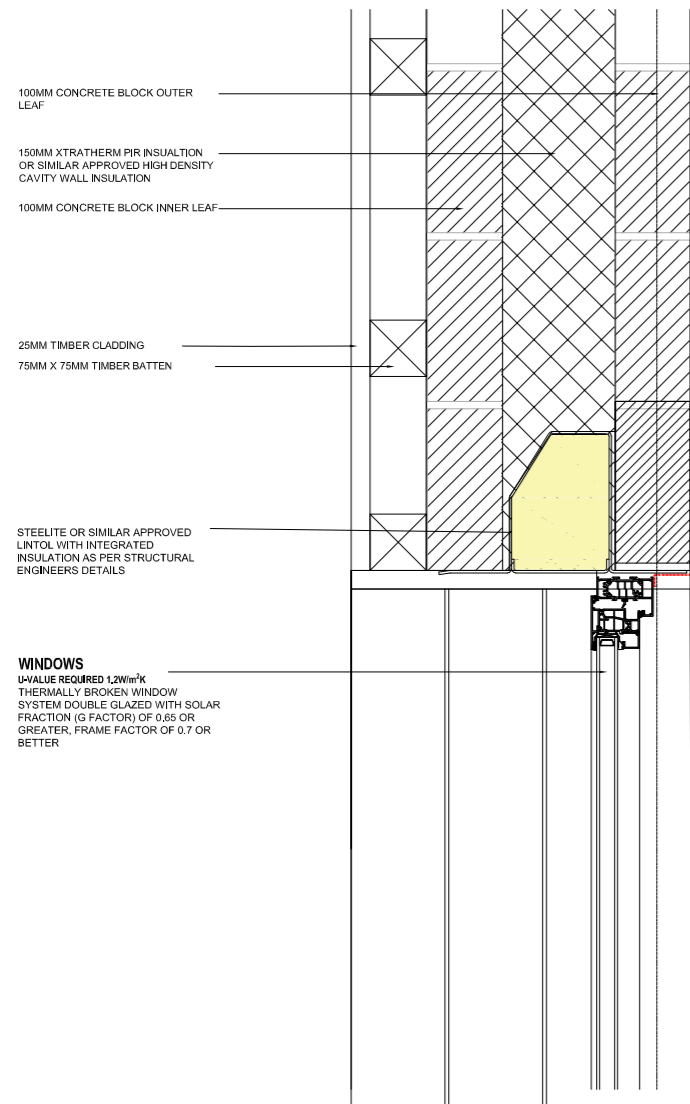 100MM CONCRETE BLOCK OUTER
LEAF
150MM XTRATHERM PIR INSUALTION
OR SIMILAR APPROVED HIGH DENSITY
CAVITY WALL INSULATION
100MM CONCRETE BLOCK INNER LEAF
25MM TIMBER CLADDING
75MM X 75MM TIMBER BATTEN
STEELITE OR SIMILAR APPROVED
LINTOL WITH INTEGRATED
INSULATION AS PER STRUCTURAL
ENGINEERS DETAILS
WINDOWS
U-VALUE REQUIRED 1.2W/m²K
THERMALLY BROKEN WINDOW
SYSTEM DOUBLE GLAZED WITH SOLAR
FRACTION (G FACTOR) OF 0.65 OR
GREATER, FRAME FACTOR OF 0.7 OR
BETTER